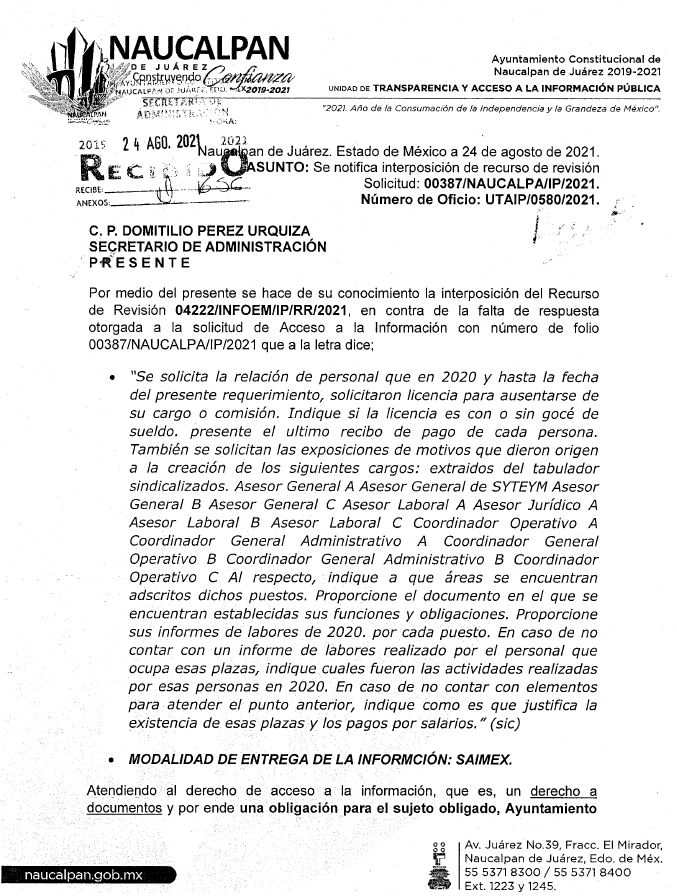 NAUCALPAN
DE JUÁREZ
Construyendo Confianza
NAUCALPAN DE JUÁREZ, EDO. 2019-2021
NAUCALPAN
SECRETARIA DE
ADMINISTRACION
HORA:
Ayuntamiento Constitucional de
Naucalpan de Juárez 2019-2021
UNIDAD DE TRANSPARENCIA Y ACCESO A LA INFORMACIÓN PÚBLICA
"2021. Año de la Consumación de la Independencia y la Grandeza de México".
24 AGO. 2021
RECIBIDO
RECIBE:
ANEXOS:
Naucalpan de Juárez. Estado de México a 24 de agosto de 2021.
ASUNTO: Se notifica interposición de recurso de revisión
Solicitud: 00387/NAUCALPA/IP/2021.
Número de Oficio: UTAIP/0580/2021.
C. P. DOMITILIO PEREZ URQUIZA
SECRETARIO DE ADMINISTRACIÓN
PRESENTE
Por medio del presente se hace de su conocimiento la interposición del Recurso
de Revisión 04222/INFOEM/IP/RR/2021, en contra de la falta de respuesta
otorgada a la solicitud de Acceso a la Información con número de folio
00387/NAUCALPA/IP/2021 que a la letra dice;
• "Se solicita la relación de personal que en 2020 y hasta la fecha
del presente requerimiento, solicitaron licencia para ausentarse de
su cargo o comisión. Indique si la licencia es con o sin gocé de
sueldo. presente el ultimo recibo de pago de cada persona.
También se solicitan las exposiciones de motivos que dieron origen
a la creación de los siguientes cargos: extraidos del tabulador
sindicalizados. Asesor General A Asesor General de SYTEYM Asesor
General B Asesor General C Asesor Laboral A Asesor Jurídico A
Asesor Laboral B Asesor Laboral C Coordinador Operativo A
Coordinador General Administrativo A Coordinador General
Operativo B Coordinador General Administrativo B Coordinador
Operativo C Al respecto, indique a que áreas se encuentran
adscritos dichos puestos. Proporcione el documento en el que se
encuentran establecidas sus funciones y obligaciones. Proporcione
sus informes de labores de 2020. por cada puesto. En caso de no
contar con un informe de labores realizado por el personal que
ocupa esas plazas, indique cuales fueron las actividades realizadas
por esas personas en 2020. En caso de no contar con elementos
para atender el punto anterior, indique como es que justifica la
existencia de esas plazas y los pagos por salarios." (sic)
• MODALIDAD DE ENTREGA DE LA INFORMCIÓN: SAIMEX.
Atendiendo al derecho de acceso a la información, que es, un derecho a
documentos y por ende una obligación para el sujeto obligado, Ayuntamiento
naucalpan.gob.mx
Av. Juárez No.39, Fracc. El Mirador,
Naucalpan de Juárez, Edo. de Méx.
55 5371 8300 / 55 5371 8400
Ext. 1223 y 1245.